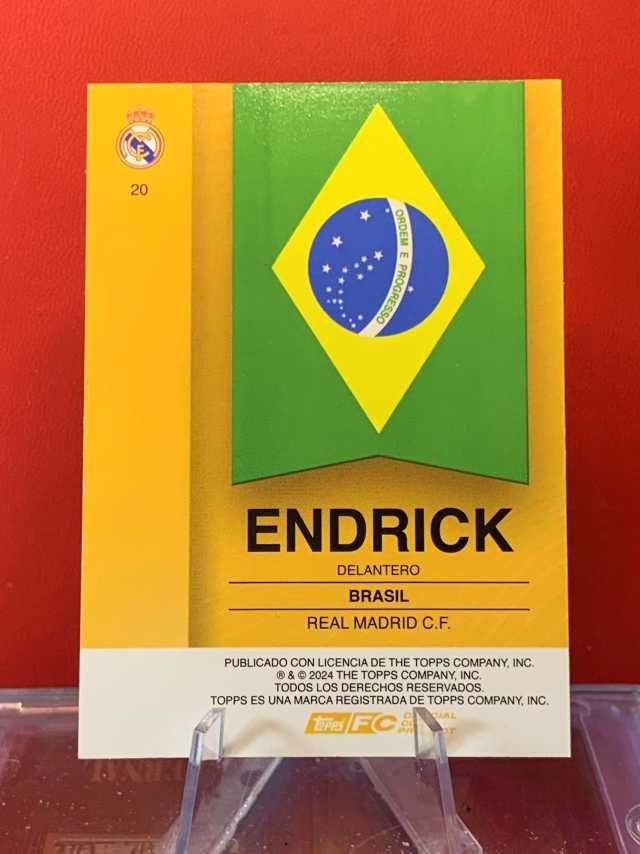 20
ORDEM E PROGRESSO
ENDRICK
DELANTERO
BRASIL
REAL MADRID C.F.
PUBLICADO CON LICENCIA DE THE TOPPS COMPANY, INC.
® & © 2024 THE TOPPS COMPANY, INC.
TODOS LOS DERECHOS RESERVADOS.
TOPPS ES UNA MARCA REGISTRADA DE TOPPS COMPANY, INC.
Topps FC